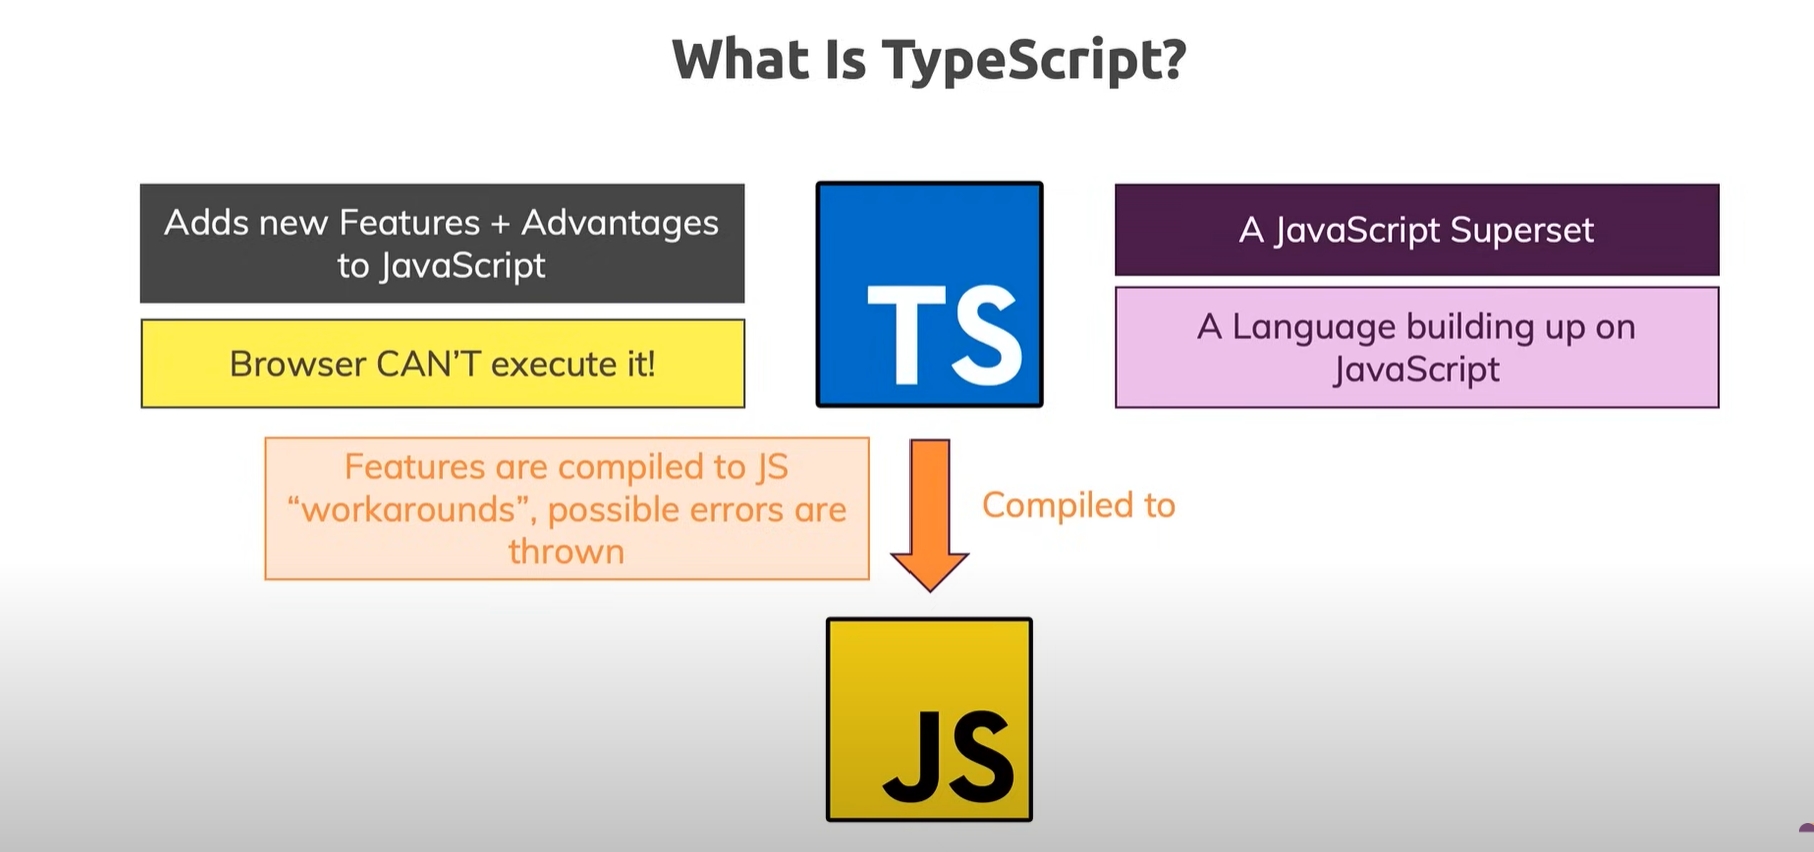 What Is TypeScript?
Adds new Features + Advantages
to JavaScript
Browser CAN’T execute it!
TS
A JavaScript Superset
A Language building up on
JavaScript
Features are compiled to JS
“workarounds”, possible errors are
thrown
Compiled to
JS